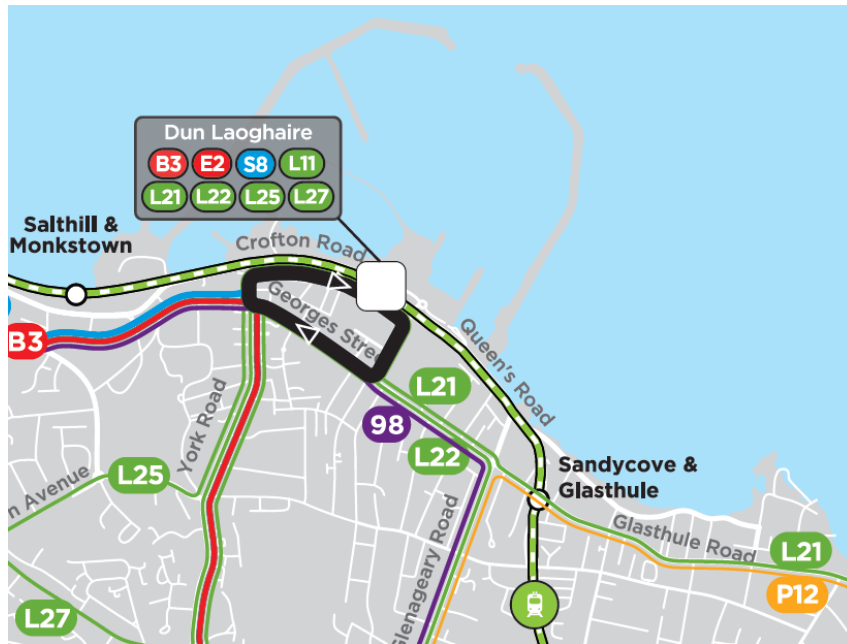 Dun Laoghaire
B3 E2 S8 L11
L21 L22 L25 L27
Salthill &
Monkstown
Crofton Road
Georges Stree
B3
Queen's Road
L21
98
L22
York Road
L25
n Avenue
Sandycove &
Glasthule
Glenageary Road
Glasthule Road
L21
P12
L27